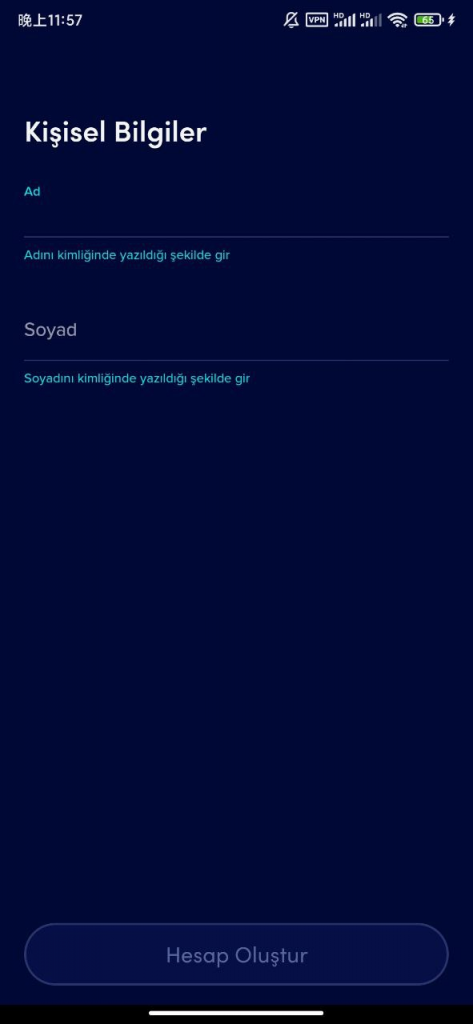 晚上11:57
VPN HD HD 65
Kişisel Bilgiler
Ad
Adını kimliğinde yazıldığı şekilde gir
Soyad
Soyadını kimliğinde yazıldığı şekilde gir
Hesap Oluştur